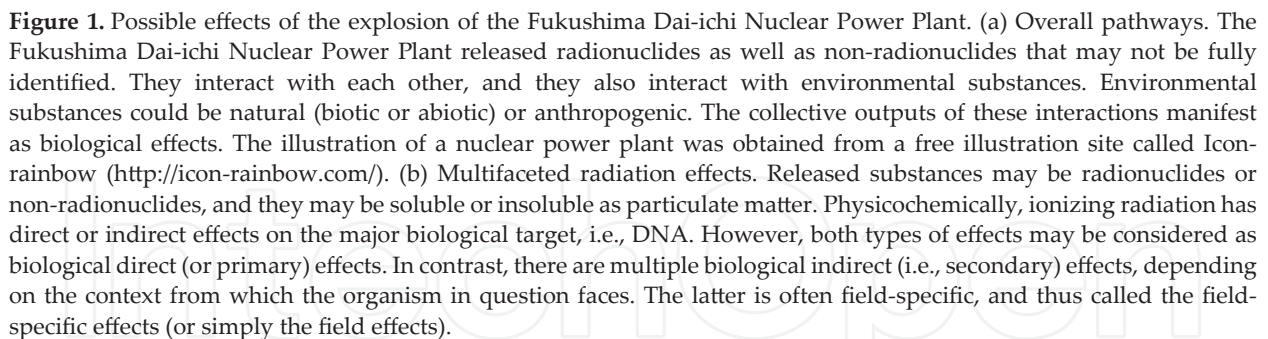 Figure 1. Possible effects of the explosion of the Fukushima Dai-ichi Nuclear Power Plant. (a) Overall pathways. The
Fukushima Dai-ichi Nuclear Power Plant released radionuclides as well as non-radionuclides that may not be fully
identified. They interact with each other, and they also interact with environmental substances. Environmental
substances could be natural (biotic or abiotic) or anthropogenic. The collective outputs of these interactions manifest
as biological effects. The illustration of a nuclear power plant was obtained from a free illustration site called Icon-
rainbow (http://icon-rainbow.com/). (b) Multifaceted radiation effects. Released substances may be radionuclides or
non-radionuclides, and they may be soluble or insoluble as particulate matter. Physicochemically, ionizing radiation has
direct or indirect effects on the major biological target, i.e., DNA. However, both types of effects may be considered as
biological direct (or primary) effects. In contrast, there are multiple biological indirect (i.e., secondary) effects, depending
on the context from which the organism in question faces. The latter is often field-specific, and thus called the field-
specific effects (or simply the field effects).
IntechOpen